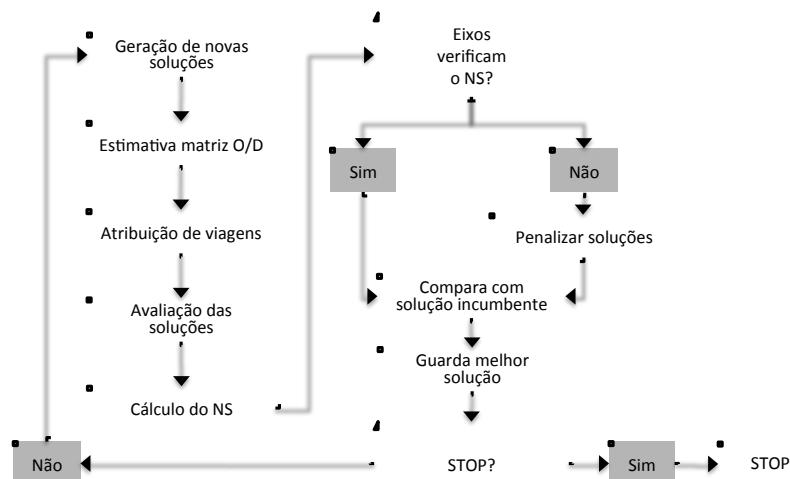 Geração de novas
soluções
Estimativa matriz O/D
Atribuição de viagens
Avaliação das
soluções
Cálculo do NS
Eixos
verificam
o NS?
Sim
Não
Penalizar soluções
Compara com
solução incumbente
Guarda melhor
solução
STOP?
Não
Sim
STOP